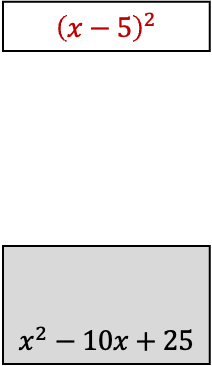 (x − 5)²
x² − 10x + 25